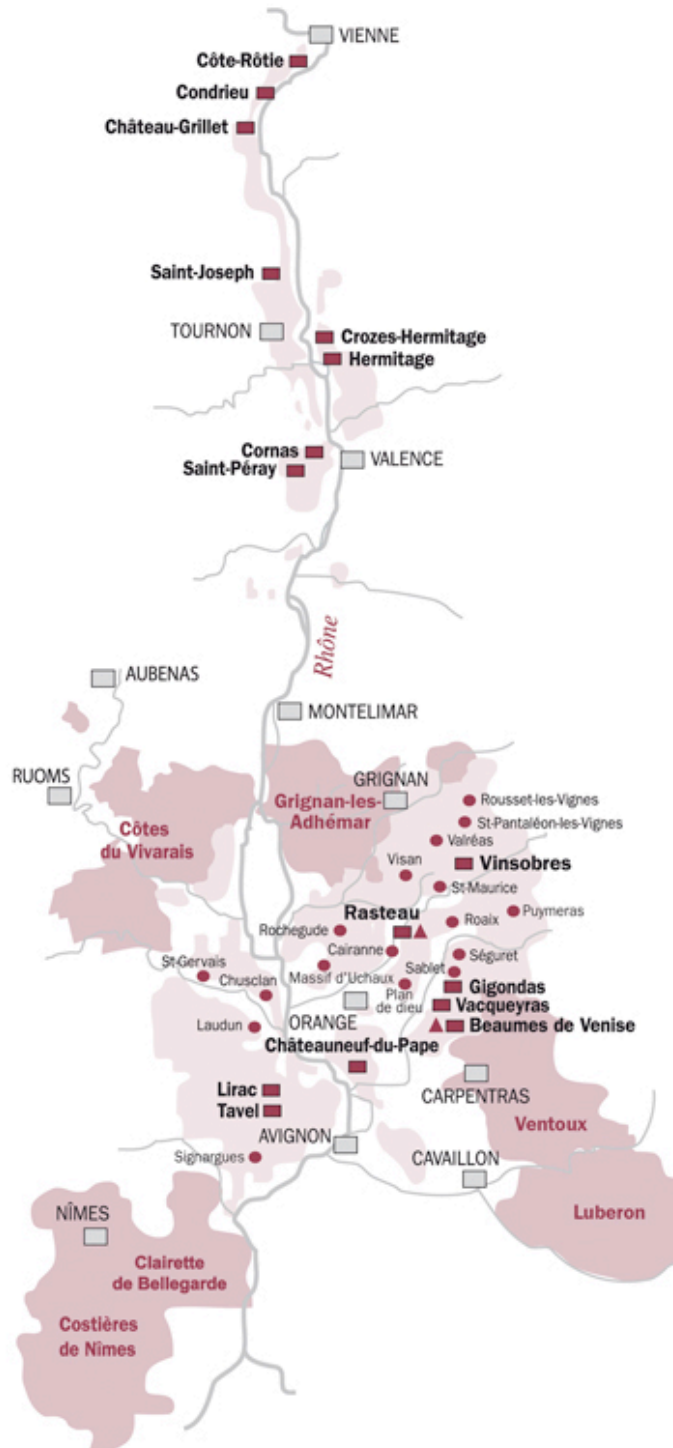 VIENNE
Côte-Rôtie
Condrieu
Château-Grillet
Saint-Joseph
TOURNON
Crozes-Hermitage
Hermitage
Cornas
Saint-Péray
VALENCE
Rhône
AUBENAS
MONTELIMAR
RUOMS
GRIGNAN
Grignan-les-
Adhémar
Rousset-les-Vignes
St-Pantaléon-les-Vignes
Côtes
du Vivarais
Valréas
Visan
Vinsobres
St-Maurice
Rasteau
Puymeras
Roaix
Rochegude
Cairanne
Séguret
St-Gervais
Massif d'Uchaux
Sablet
Chusclan
Plan
de dieu
Gigondas
Vacqueyras
Laudun
ORANGE
Beaumes de Venise
Châteauneuf-du-Pape
Lirac
Tavel
CARPENTRAS
Ventoux
AVIGNON
Signargues
CAVAILLON
NÎMES
Luberon
Clairette
de Bellegarde
Costières
de Nîmes